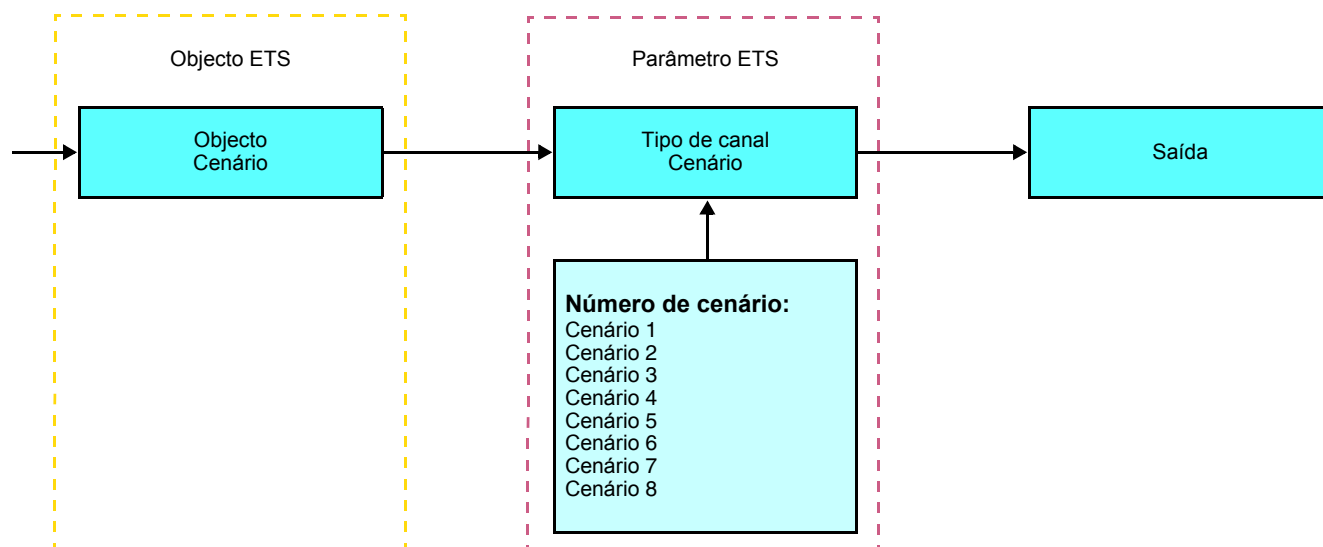 Objecto ETS
Parâmetro ETS
Objecto
Cenário
Tipo de canal
Cenário
Saída
Número de cenário:
Cenário 1
Cenário 2
Cenário 3
Cenário 4
Cenário 5
Cenário 6
Cenário 7
Cenário 8